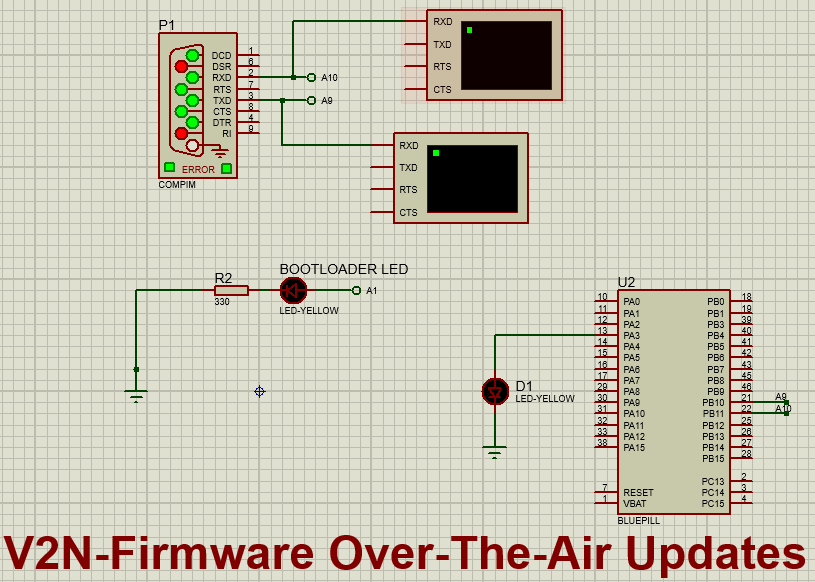 P1
DCD 1
DSR 6
RXD 2
RTS 7
TXD 3
CTS 8
DTR 4
RI 9
ERROR
COMPIM
A10
A9
RXD
TXD
RTS
CTS
RXD
TXD
RTS
CTS
R2
330
BOOTLOADER LED
LED-YELLOW
A1
D1
LED-YELLOW
U2
10 PA0 PB0 18
11 PA1 PB1 19
12 PA2 PB2 39
13 PA3 PB3 40
14 PA4 PB4 41
15 PA5 PB5 42
16 PA6 PB6 43
17 PA7 PB7 45
29 PA8 PB8 46
30 PA9 PB9 21
31 PA10 PB10 22
32 PA11 PB11 25
33 PA12 PB12 26
38 PA15 PB13 27
PB14 28
PB15
A9
A10
PC13 2
7 RESET PC14 3
1 VBAT PC15 4
BLUEPILL
V2N-Firmware Over-The-Air Updates